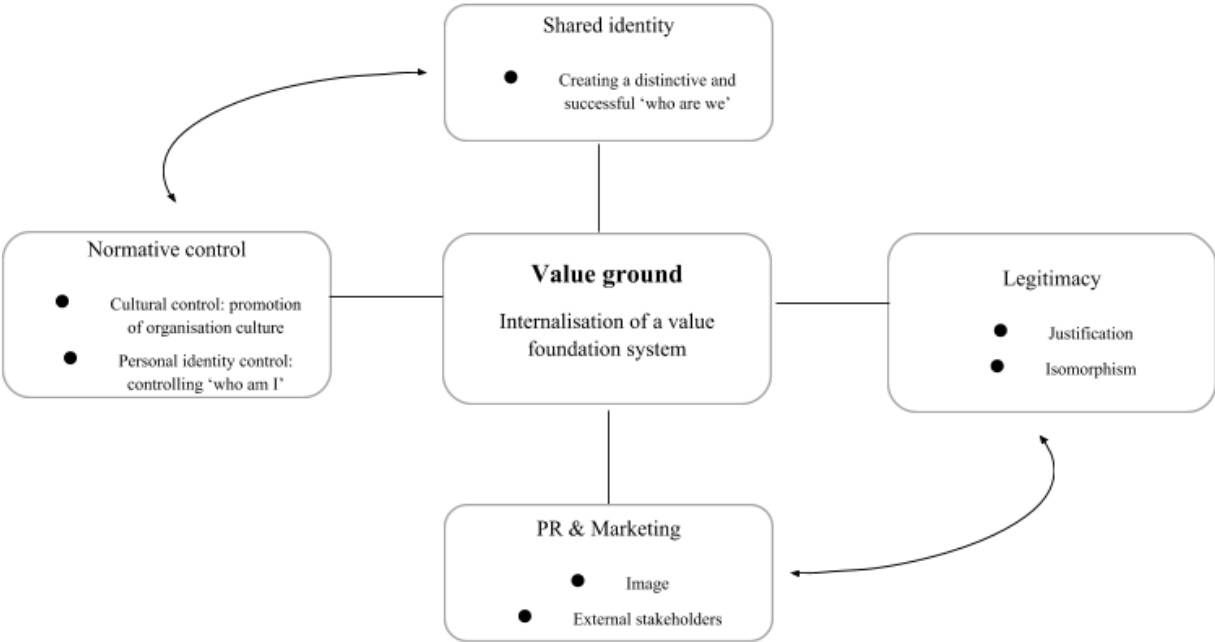 Shared identity
● Creating a distinctive and
successful ‘who are we’
Normative control
● Cultural control: promotion
of organisation culture
● Personal identity control:
controlling ‘who am I’
Value ground
Internalisation of a value
foundation system
Legitimacy
● Justification
● Isomorphism
PR & Marketing
● Image
● External stakeholders